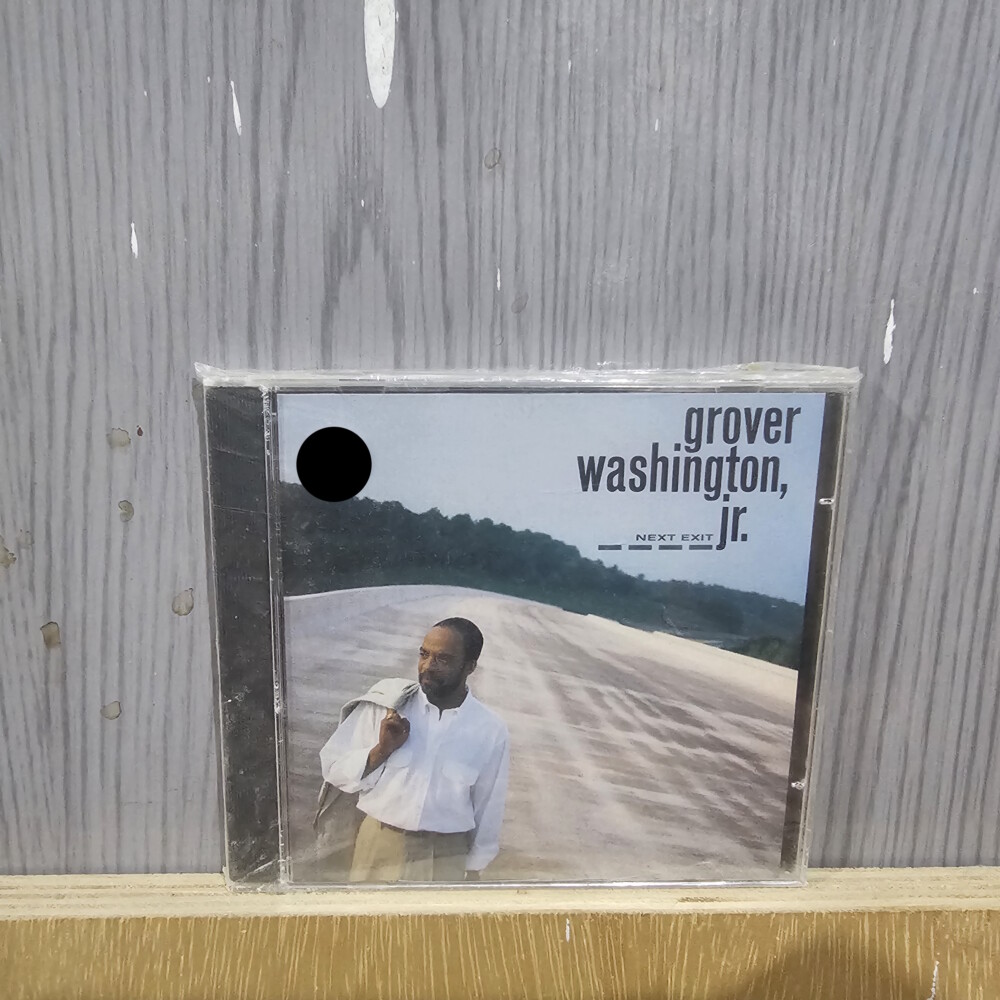 grover
washington,
jr.
NEXT EXIT